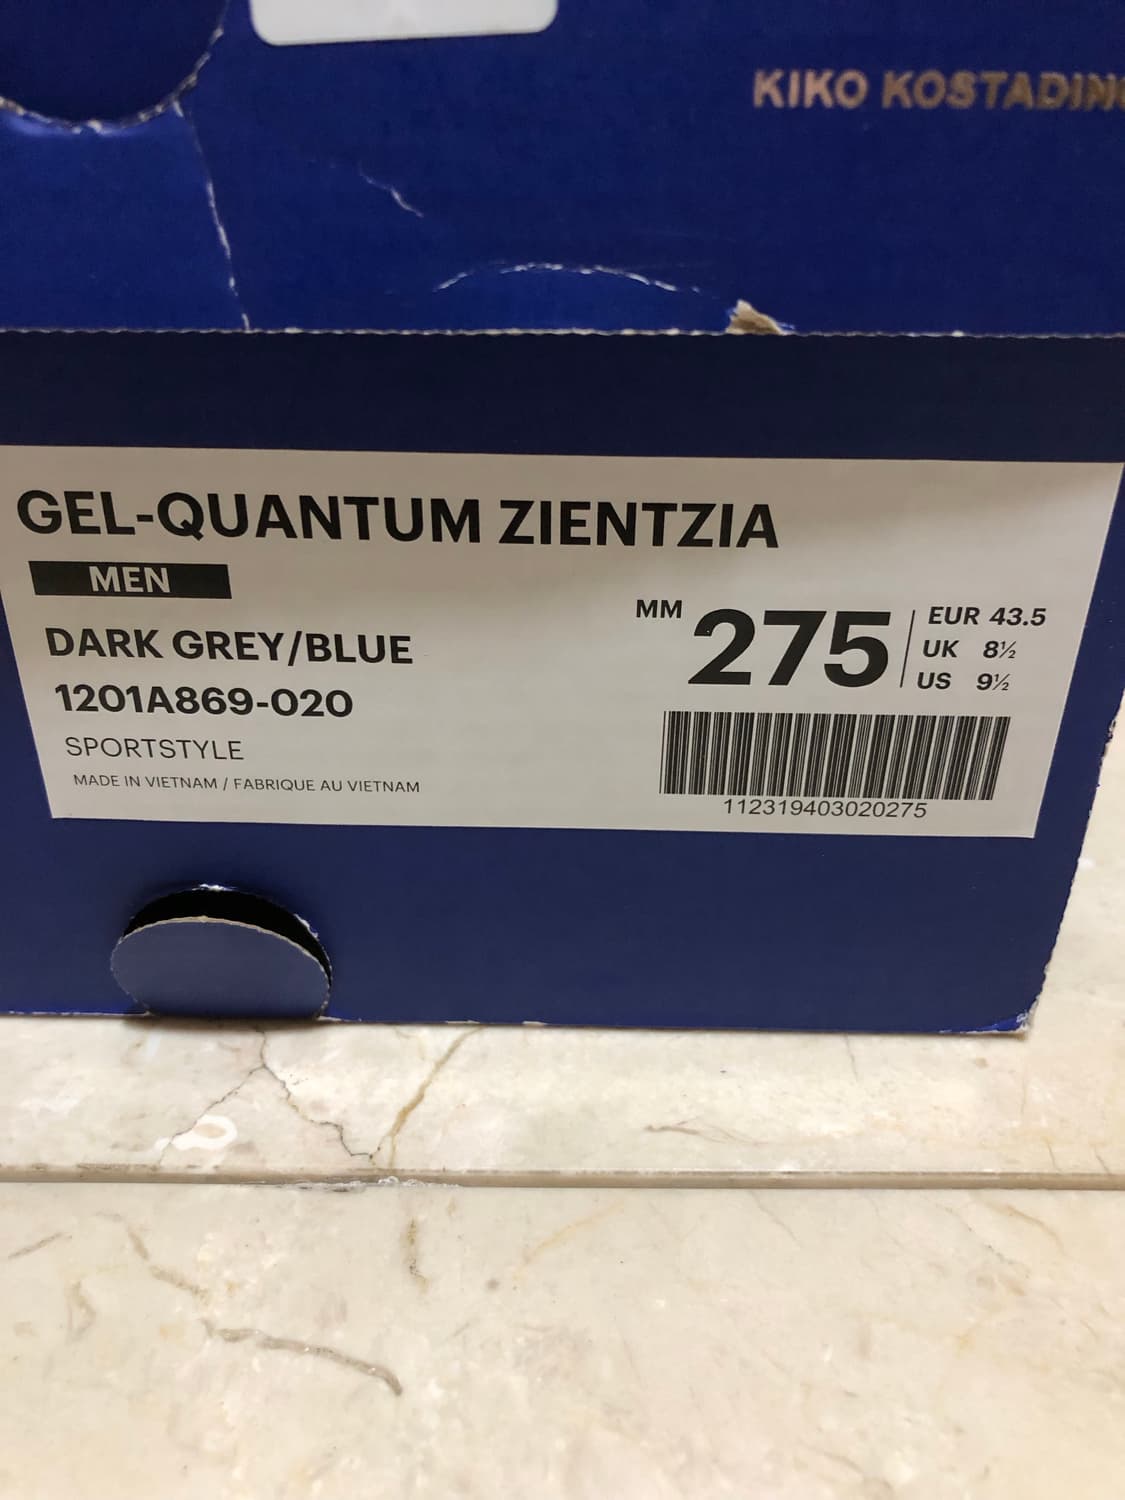 KIKO KOSTADIN
GEL-QUANTUM ZIENTZIA
MEN
DARK GREY/BLUE
1201A869-020
SPORTSTYLE
MADE IN VIETNAM / FABRIQUE AU VIETNAM
MM 275
EUR 43.5
UK 8½
US 9½
112319403020275